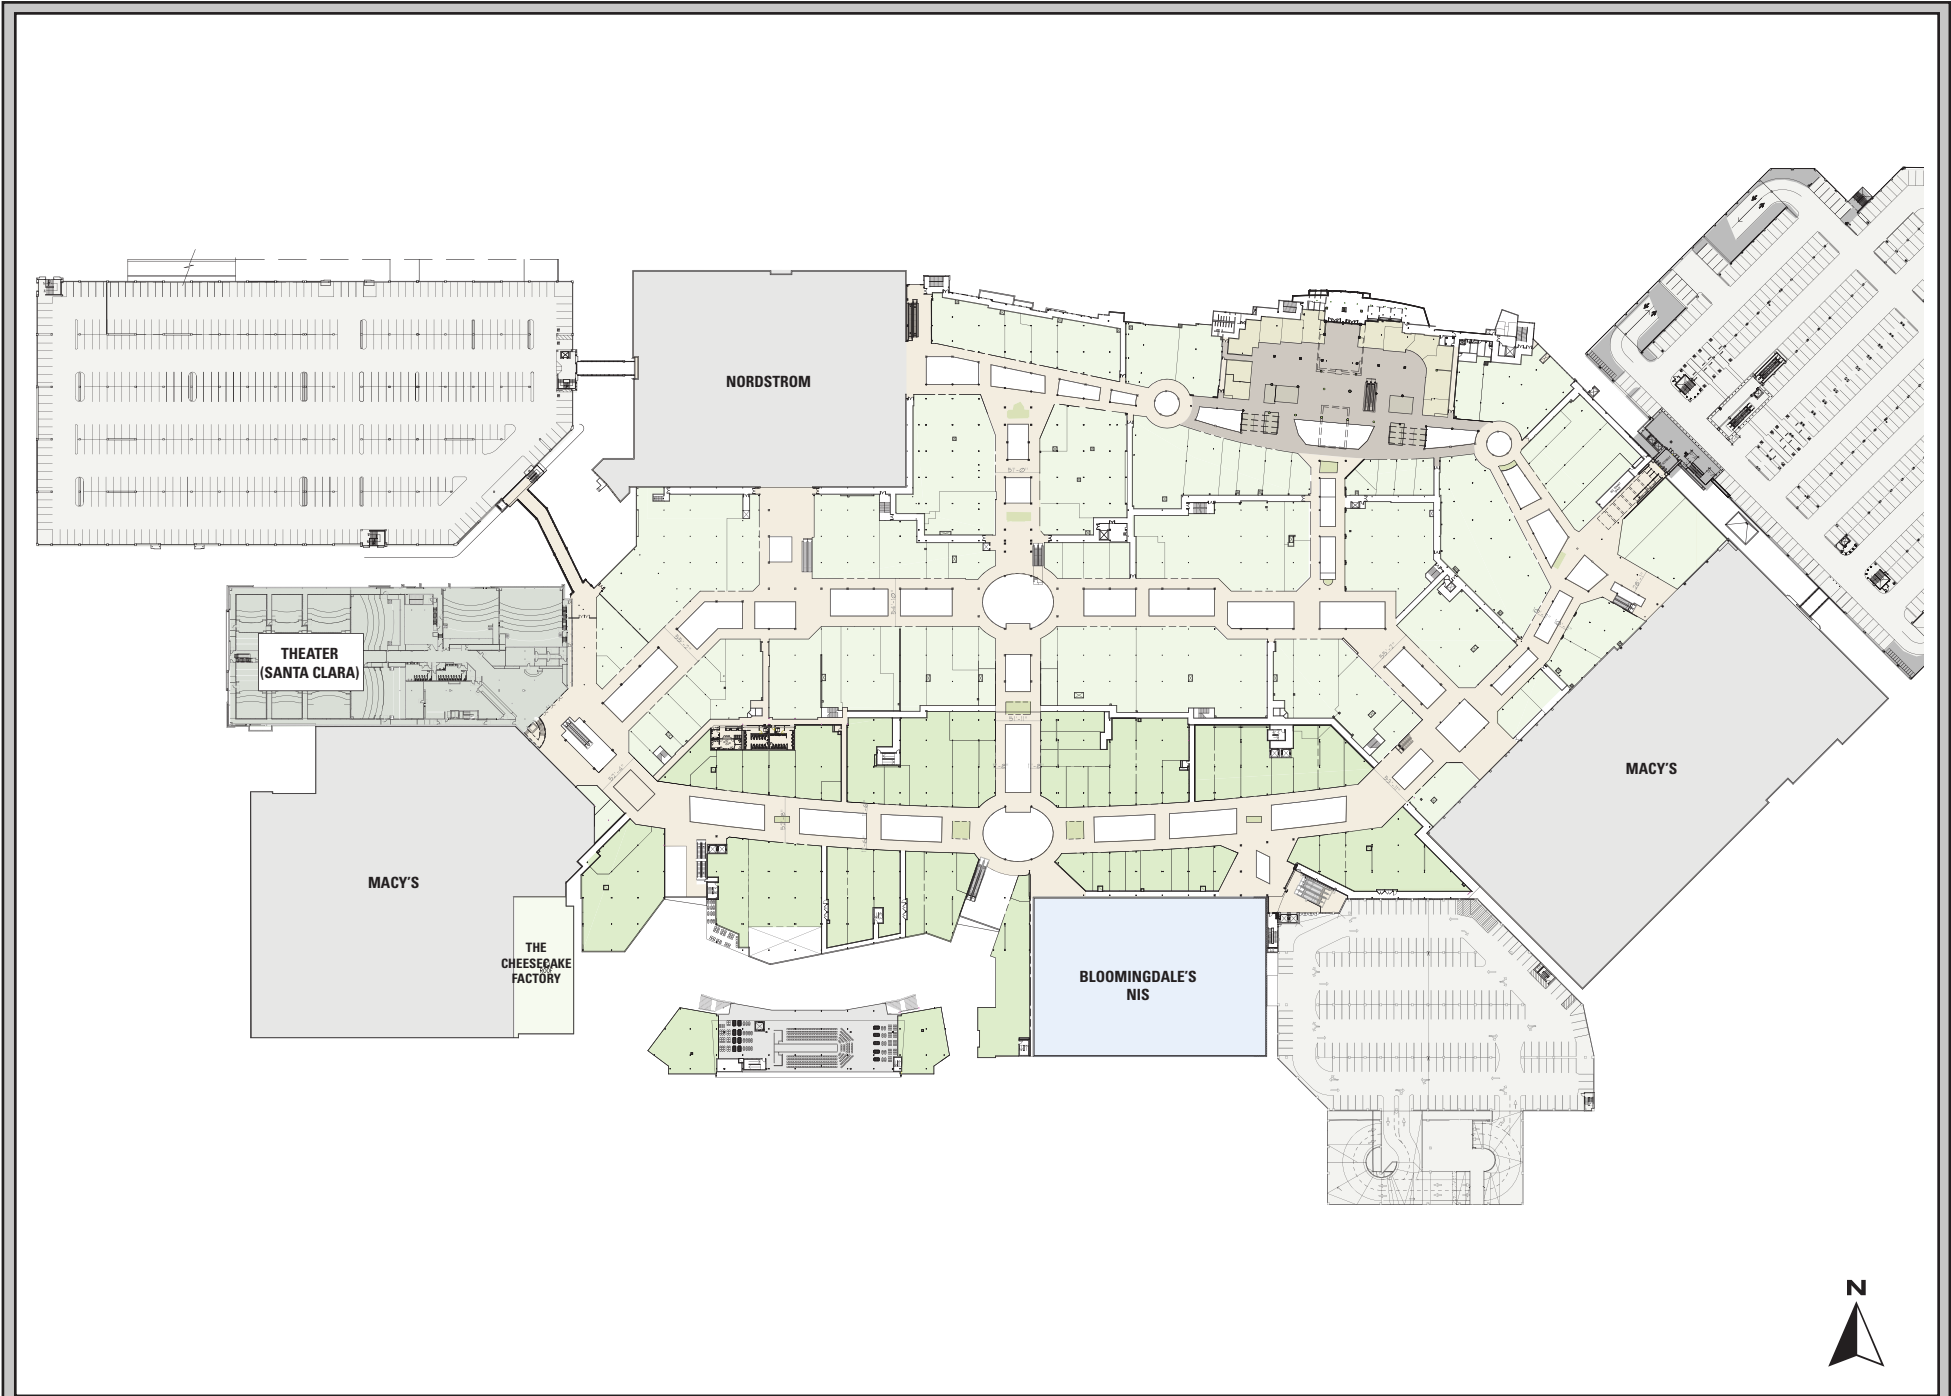 NORDSTROM
THEATER
(SANTA CLARA)
MACY'S
MACY'S
THE
CHEESECAKE
FACTORY
BLOOMINGDALE'S
NIS
N